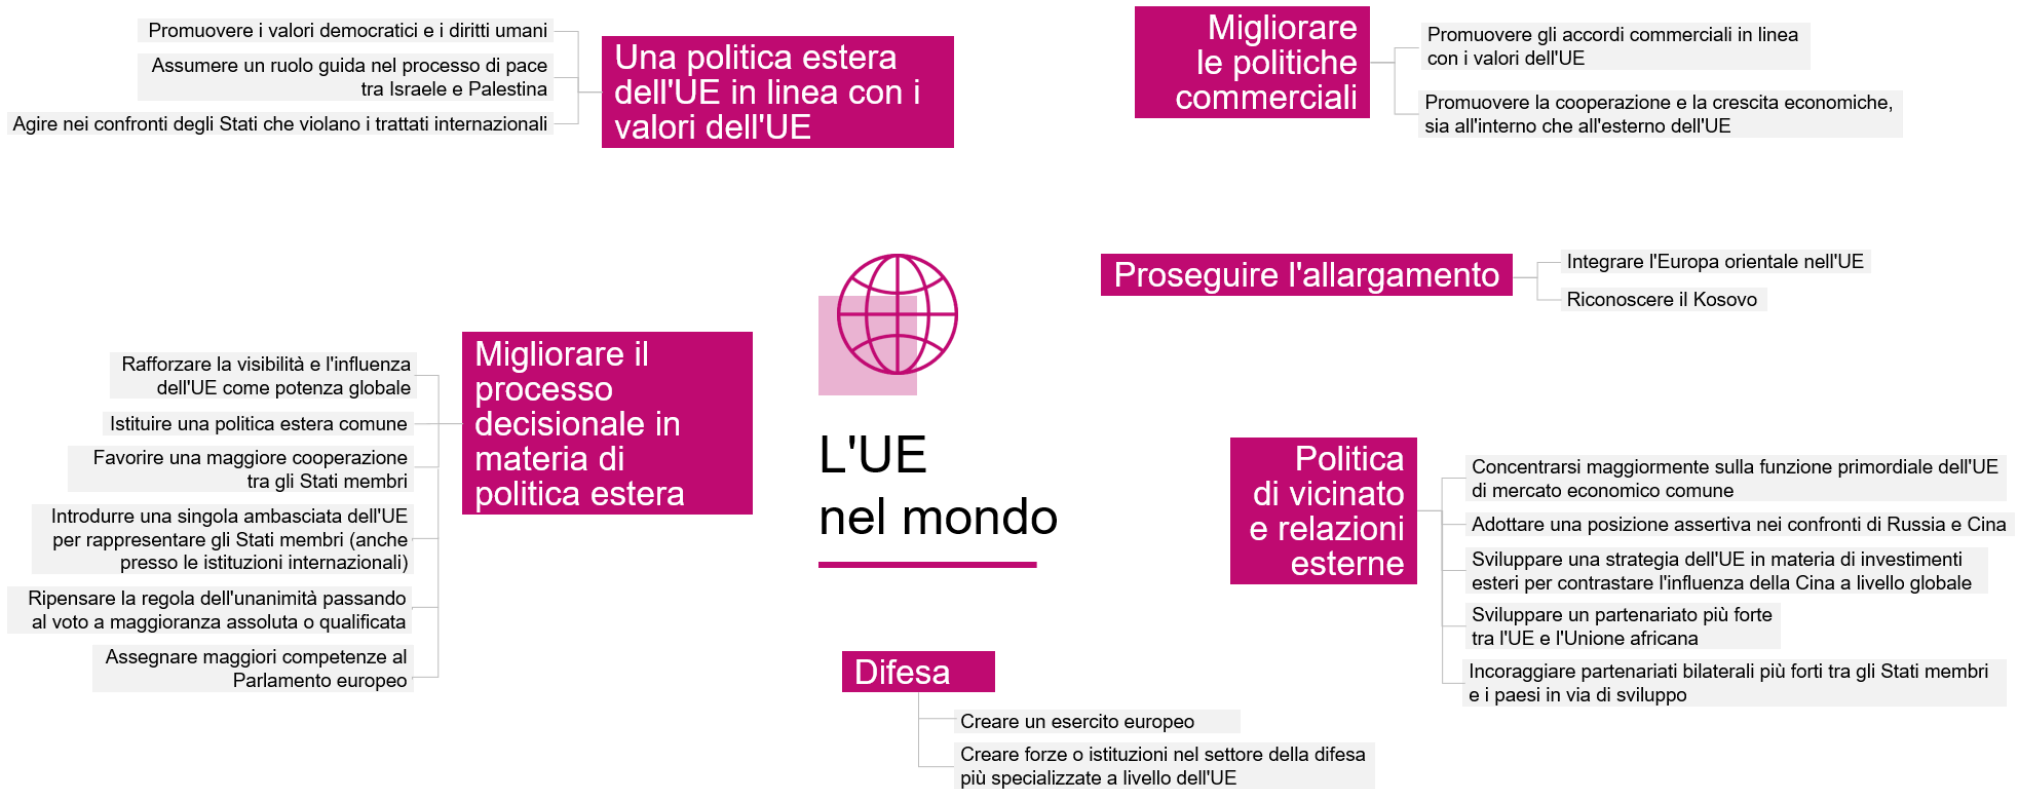 Promuovere i valori democratici e i diritti umani
Assumere un ruolo guida nel processo di pace
tra Israele e Palestina
Agire nei confronti degli Stati che violano i trattati internazionali
Una politica estera
dell'UE in linea con i
valori dell'UE
Migliorare
le politiche
commerciali
Promuovere gli accordi commerciali in linea
con i valori dell'UE
Promuovere la cooperazione e la crescita economiche,
sia all'interno che all'esterno dell'UE
Proseguire l'allargamento
Integrare l'Europa orientale nell'UE
Riconoscere il Kosovo
Rafforzare la visibilità e l'influenza
dell'UE come potenza globale
Istituire una politica estera comune
Favorire una maggiore cooperazione
tra gli Stati membri
Introdurre una singola ambasciata dell'UE
per rappresentare gli Stati membri (anche
presso le istituzioni internazionali)
Ripensare la regola dell'unanimità passando
al voto a maggioranza assoluta o qualificata
Assegnare maggiori competenze al
Parlamento europeo
Migliorare il
processo
decisionale in
materia di
politica estera
L'UE
nel mondo
Politica
di vicinato
e relazioni
esterne
Concentrarsi maggiormente sulla funzione primordiale dell'UE
di mercato economico comune
Adottare una posizione assertiva nei confronti di Russia e Cina
Sviluppare una strategia dell'UE in materia di investimenti
esteri per contrastare l'influenza della Cina a livello globale
Sviluppare un partenariato più forte
tra l'UE e l'Unione africana
Incoraggiare partenariati bilaterali più forti tra gli Stati membri
e i paesi in via di sviluppo
Difesa
Creare un esercito europeo
Creare forze o istituzioni nel settore della difesa
più specializzate a livello dell'UE